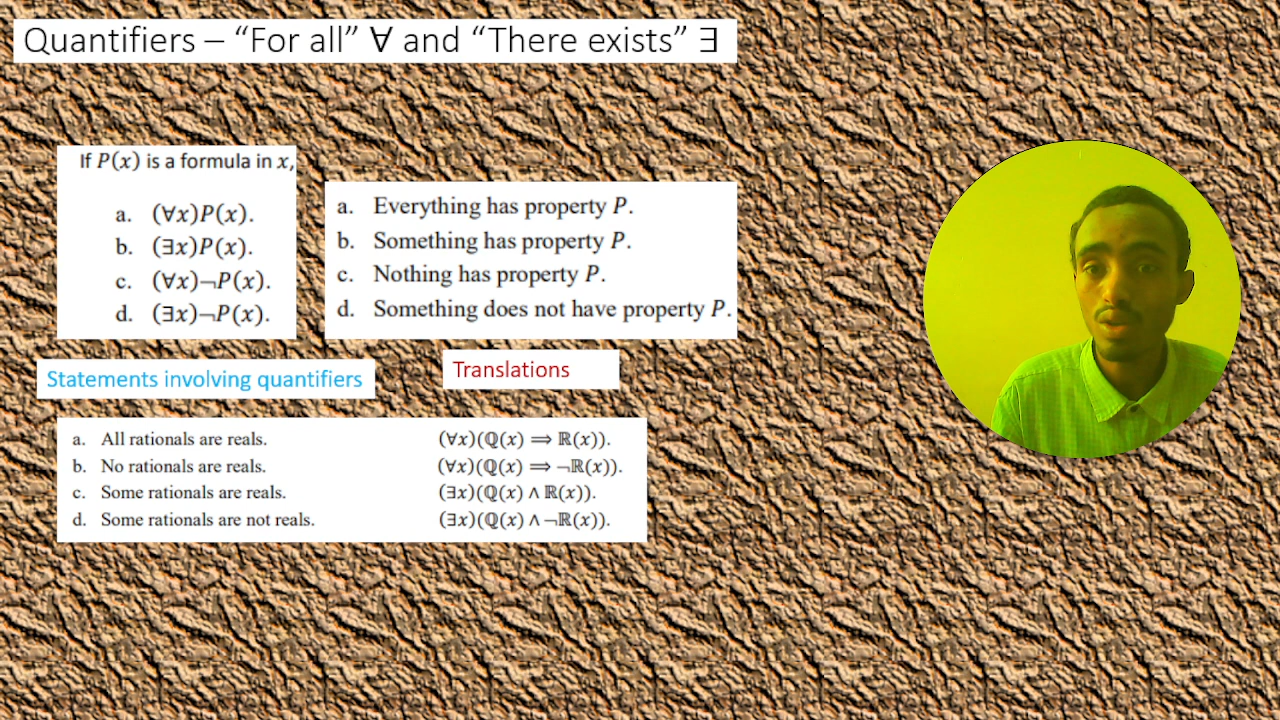 Quantifiers – “For all” ∀ and “There exists” ∃
If P(x) is a formula in x,
a. (∀x)P(x).
b. (∃x)P(x).
c. (∀x)¬P(x).
d. (∃x)¬P(x).
a. Everything has property P.
b. Something has property P.
c. Nothing has property P.
d. Something does not have property P.
Statements involving quantifiers
Translations
a. All rationals are reals. (∀x)(ℚ(x) ⟹ ℝ(x)).
b. No rationals are reals. (∀x)(ℚ(x) ⟹ ¬ℝ(x)).
c. Some rationals are reals. (∃x)(ℚ(x) ∧ ℝ(x)).
d. Some rationals are not reals. (∃x)(ℚ(x) ∧ ¬ℝ(x)).